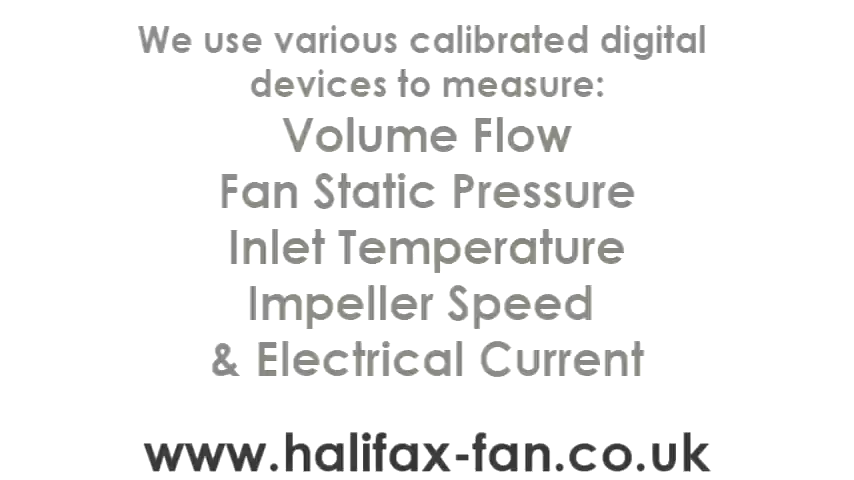 We use various calibrated digital
devices to measure:
Volume Flow
Fan Static Pressure
Inlet Temperature
Impeller Speed
& Electrical Current
www.halifax-fan.co.uk